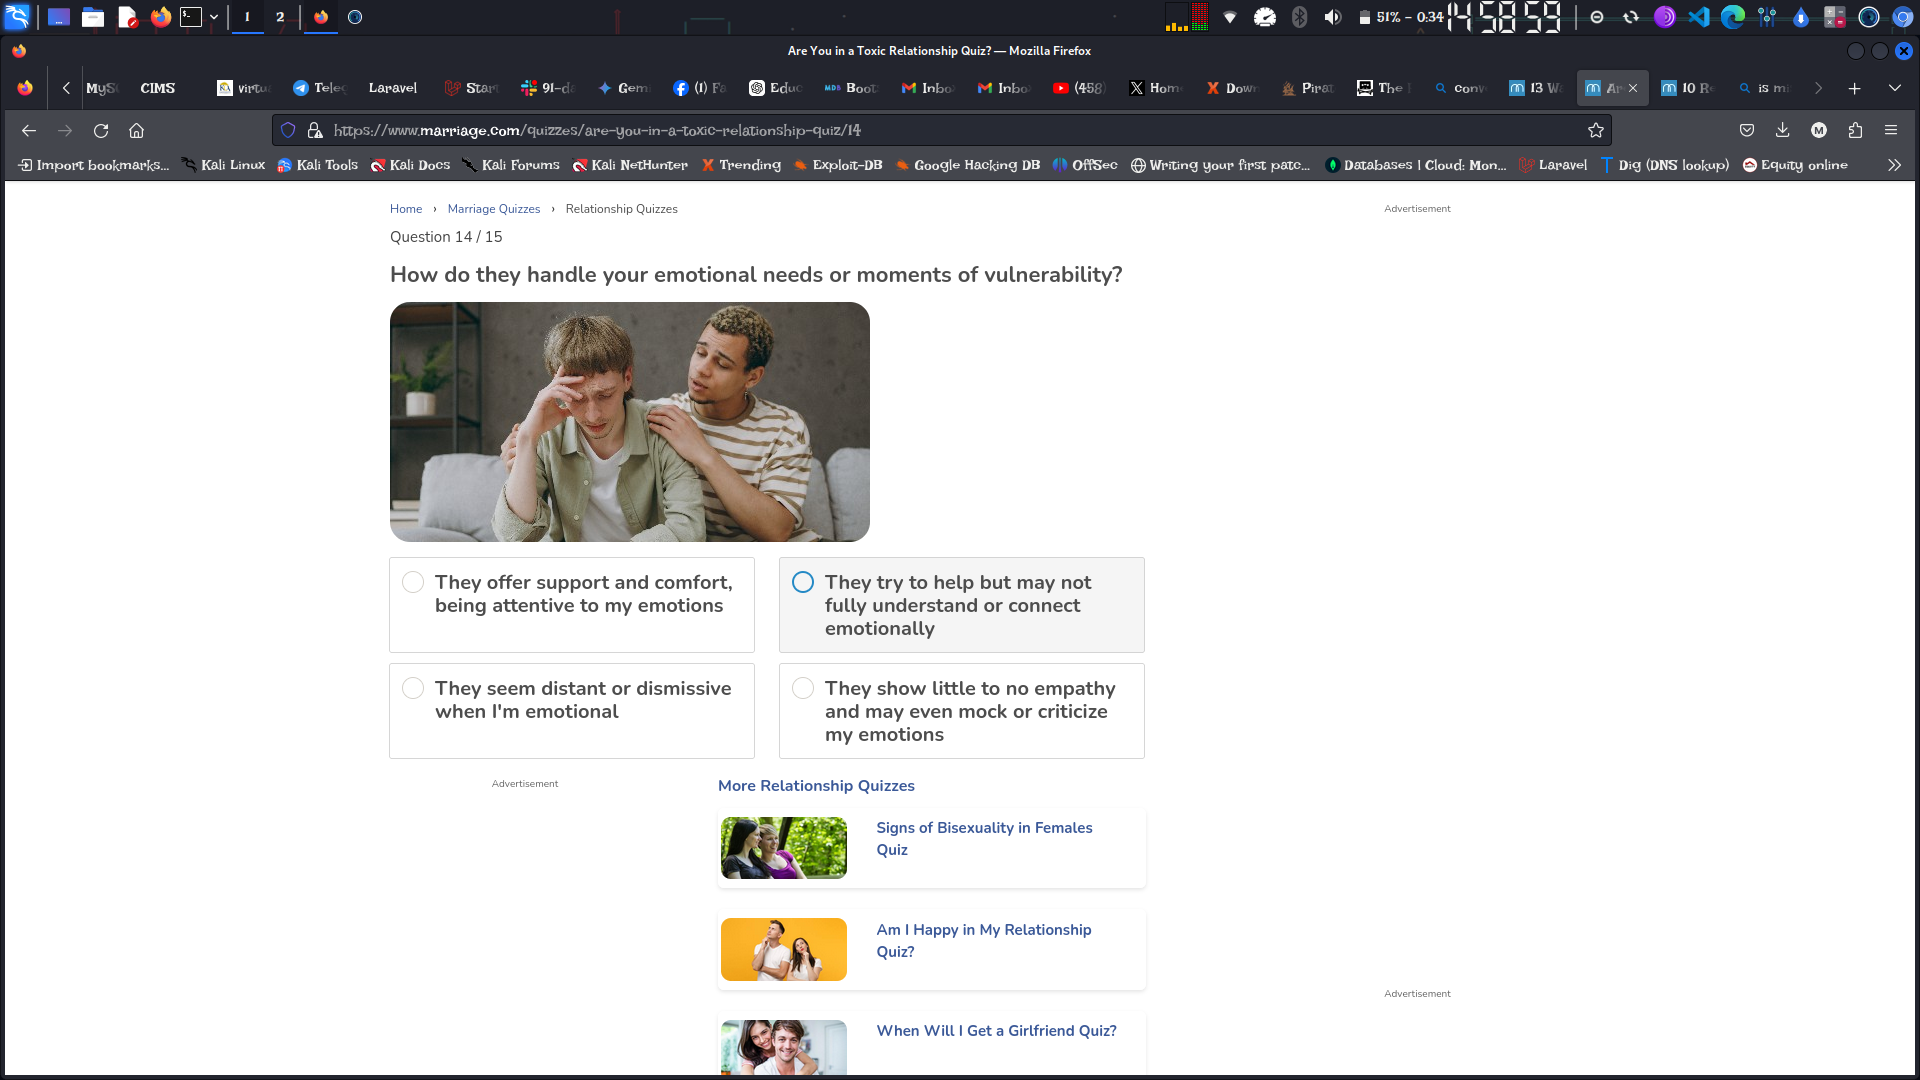 1
2
51% - 0:34
14:58:59
Are You in a Toxic Relationship Quiz? — Mozilla Firefox
MyS
CIMS
virtu
Teleg
Laravel
Start
91-da
Gemi
(1) Fa
Educ
Boot
Inbo
Inbo
(458)
Hom
Down
Pirat
The
conv
13 W
Ar
10 Re
is mi
https://www.marriage.com/quizzes/are-you-in-a-toxic-relationship-quiz/14
M
Import bookmarks...
Kali Linux
Kali Tools
Kali Docs
Kali Forums
Kali NetHunter
Trending
Exploit-DB
Google Hacking DB
OffSec
Writing your first patc...
Databases | Cloud: Mon...
Laravel
Dig (DNS lookup)
Equity online
Home › Marriage Quizzes › Relationship Quizzes
Advertisement
Question 14 / 15
How do they handle your emotional needs or moments of vulnerability?
They offer support and comfort,
being attentive to my emotions
They try to help but may not
fully understand or connect
emotionally
They seem distant or dismissive
when I'm emotional
They show little to no empathy
and may even mock or criticize
my emotions
Advertisement
More Relationship Quizzes
Signs of Bisexuality in Females
Quiz
Am I Happy in My Relationship
Quiz?
Advertisement
When Will I Get a Girlfriend Quiz?